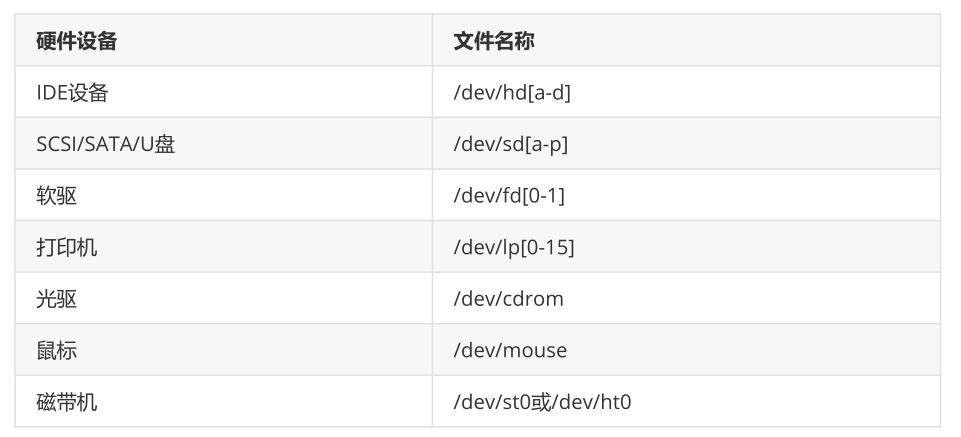 硬件设备 文件名称
IDE设备 /dev/hd[a-d]
SCSI/SATA/U盘 /dev/sd[a-p]
软驱 /dev/fd[0-1]
打印机 /dev/lp[0-15]
光驱 /dev/cdrom
鼠标 /dev/mouse
磁带机 /dev/st0或/dev/ht0